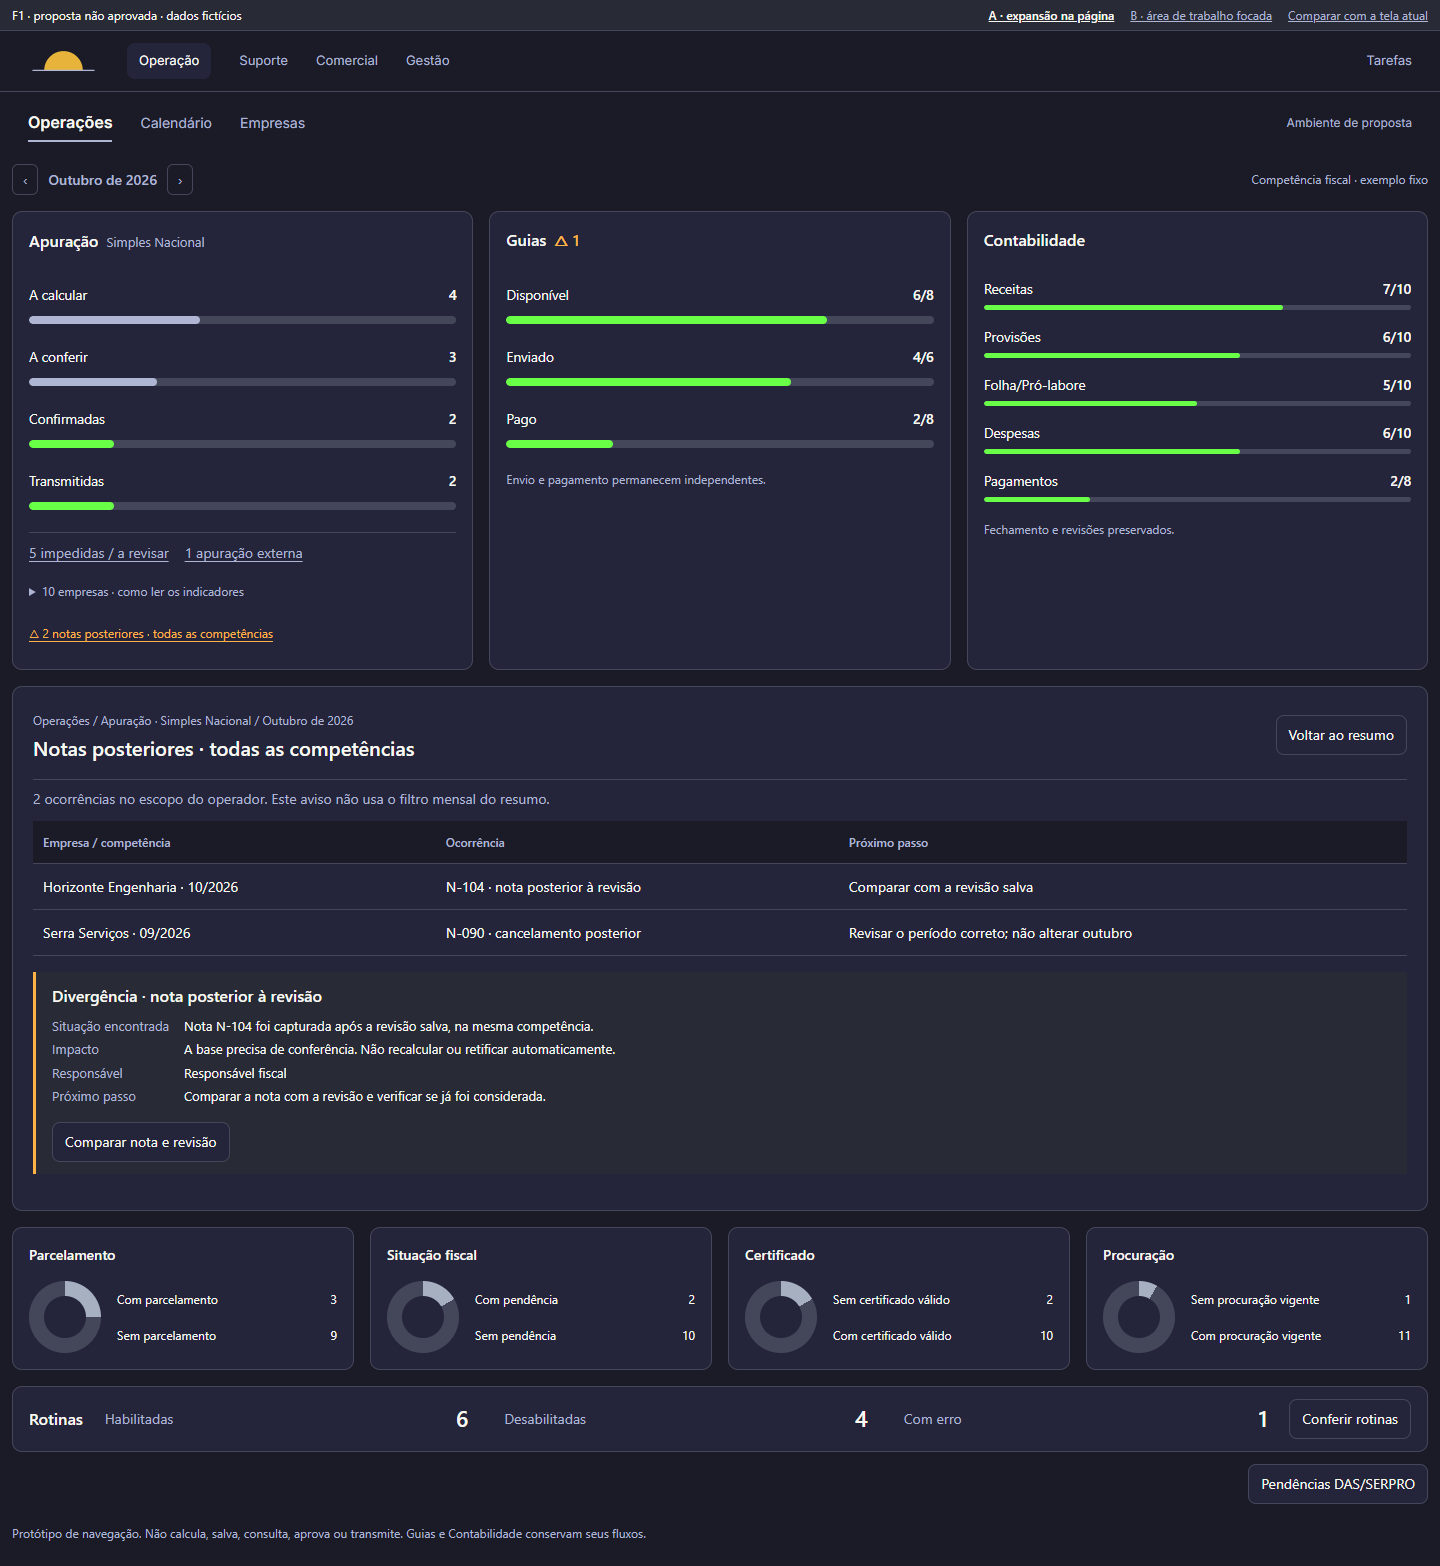 F1 · proposta não aprovada · dados fictícios
A · expansão na página B · área de trabalho focada Comparar com a tela atual
Operação Suporte Comercial Gestão Tarefas
Operações Calendário Empresas Ambiente de proposta
‹ Outubro de 2026 › Competência fiscal · exemplo fixo
Apuração Simples Nacional
A calcular 4
A conferir 3
Confirmadas 2
Transmitidas 2
5 impedidas / a revisar 1 apuração externa
▶ 10 empresas · como ler os indicadores
△ 2 notas posteriores · todas as competências
Guias △ 1
Disponível 6/8
Enviado 4/6
Pago 2/8
Envio e pagamento permanecem independentes.
Contabilidade
Receitas 7/10
Provisões 6/10
Folha/Pró-labore 5/10
Despesas 6/10
Pagamentos 2/8
Fechamento e revisões preservados.
Operações / Apuração · Simples Nacional / Outubro de 2026
Notas posteriores · todas as competências
Voltar ao resumo
2 ocorrências no escopo do operador. Este aviso não usa o filtro mensal do resumo.
Empresa / competência Ocorrência Próximo passo
Horizonte Engenharia · 10/2026 N-104 · nota posterior à revisão Comparar com a revisão salva
Serra Serviços · 09/2026 N-090 · cancelamento posterior Revisar o período correto; não alterar outubro
Divergência · nota posterior à revisão
Situação encontrada Nota N-104 foi capturada após a revisão salva, na mesma competência.
Impacto A base precisa de conferência. Não recalcular ou retificar automaticamente.
Responsável Responsável fiscal
Próximo passo Comparar a nota com a revisão e verificar se já foi considerada.
Comparar nota e revisão
Parcelamento
Com parcelamento 3
Sem parcelamento 9
Situação fiscal
Com pendência 2
Sem pendência 10
Certificado
Sem certificado válido 2
Com certificado válido 10
Procuração
Sem procuração vigente 1
Com procuração vigente 11
Rotinas Habilitadas 6 Desabilitadas 4 Com erro 1 Conferir rotinas
Pendências DAS/SERPRO
Protótipo de navegação. Não calcula, salva, consulta, aprova ou transmite. Guias e Contabilidade conservam seus fluxos.